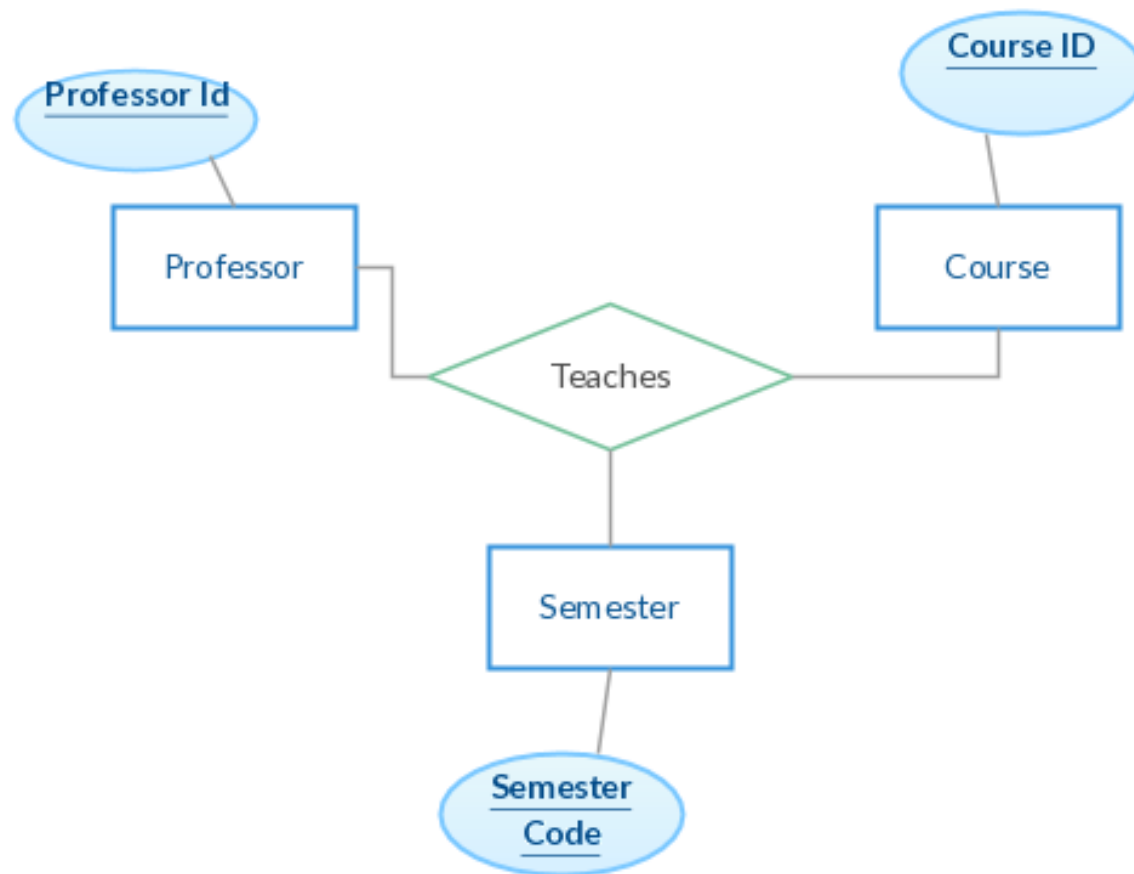 Course ID
Professor Id
Professor
Course
Teaches
Semester
Semester
Code